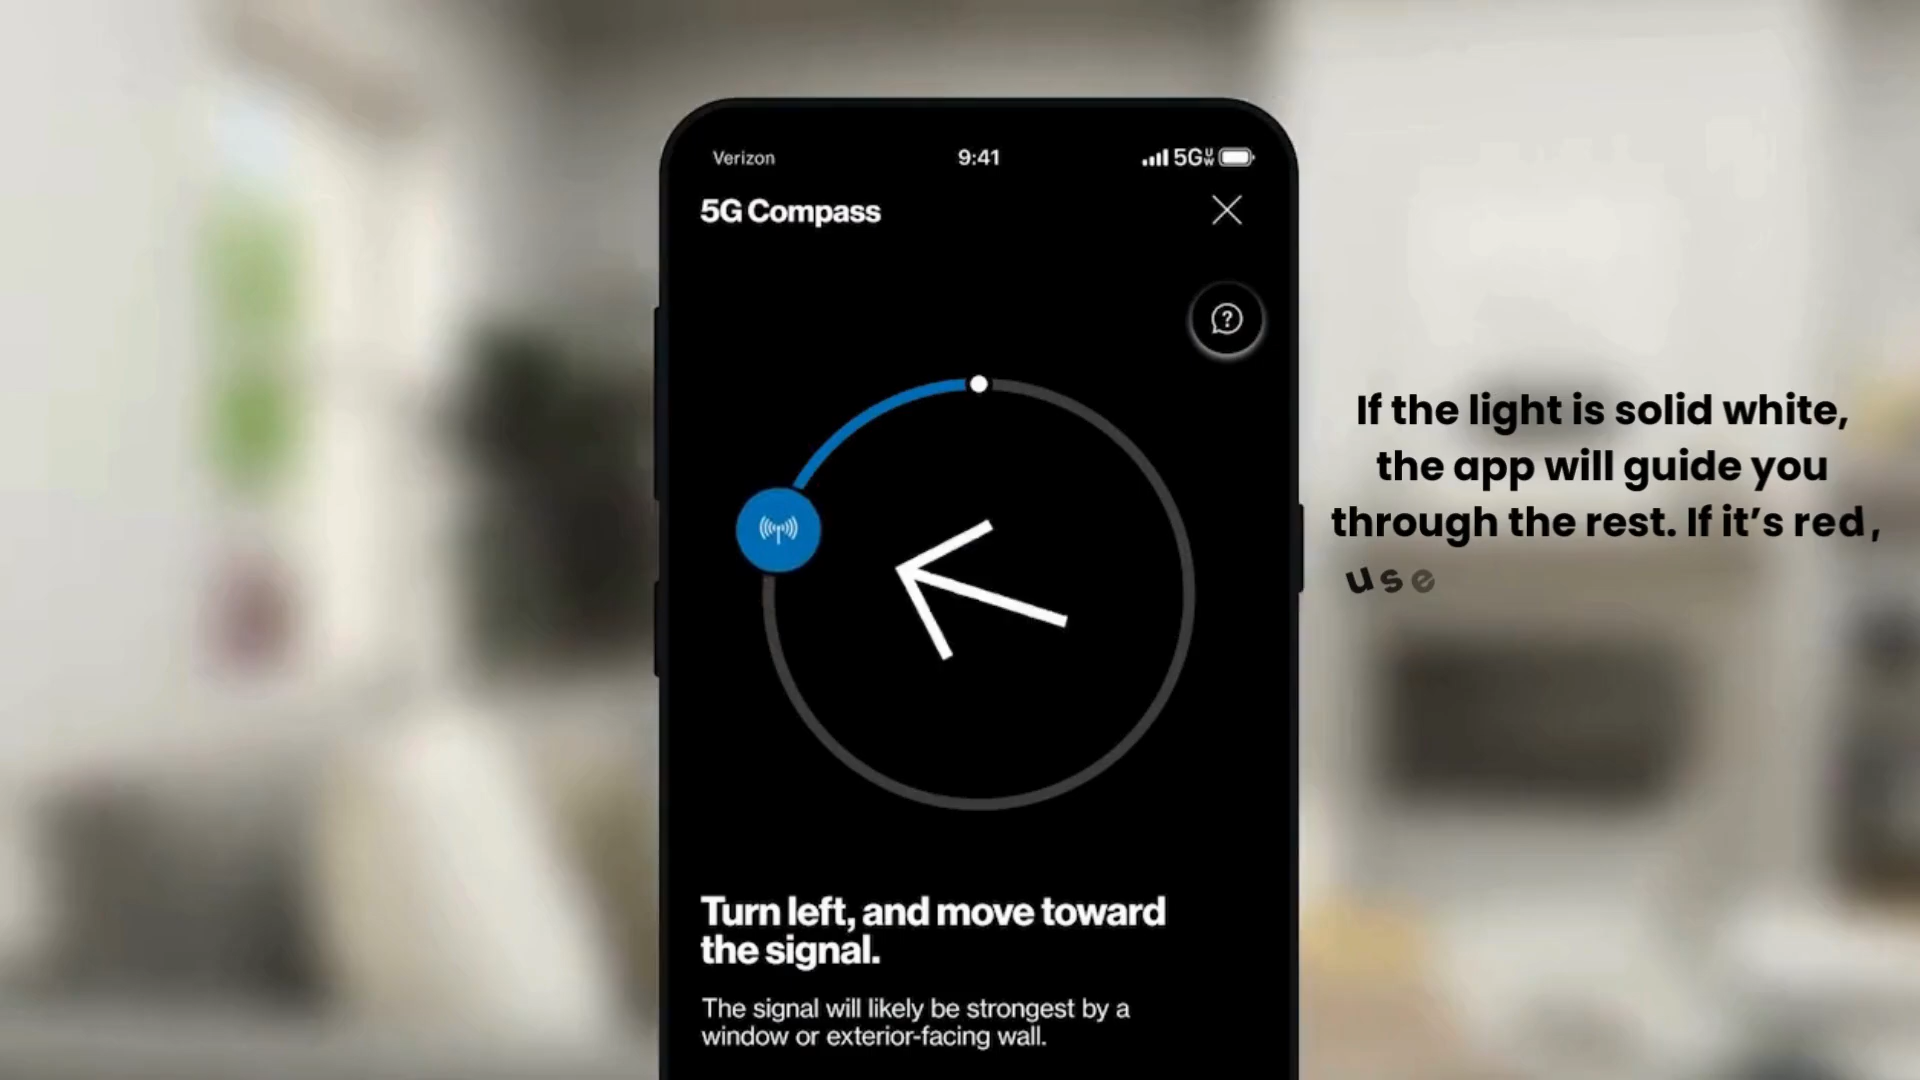 Verizon
9:41
5GUW
5G Compass
?
If the light is solid white,
the app will guide you
through the rest. If it's red,
use
Turn left, and move toward
the signal.
The signal will likely be strongest by a
window or exterior-facing wall.